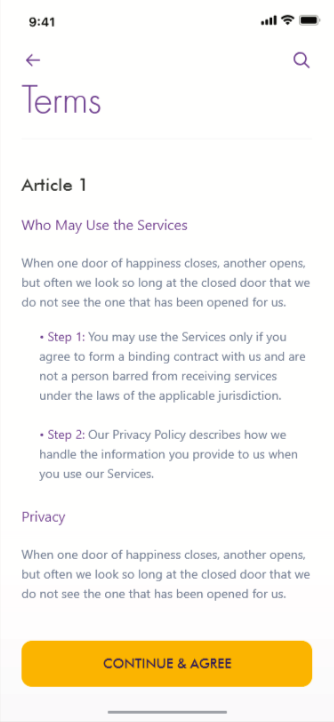 9:41
Terms
Article 1
Who May Use the Services
When one door of happiness closes, another opens,
but often we look so long at the closed door that we
do not see the one that has been opened for us.
• Step 1: You may use the Services only if you
agree to form a binding contract with us and are
not a person barred from receiving services
under the laws of the applicable jurisdiction.
• Step 2: Our Privacy Policy describes how we
handle the information you provide to us when
you use our Services.
Privacy
When one door of happiness closes, another opens,
but often we look so long at the closed door that we
do not see the one that has been opened for us.
CONTINUE & AGREE